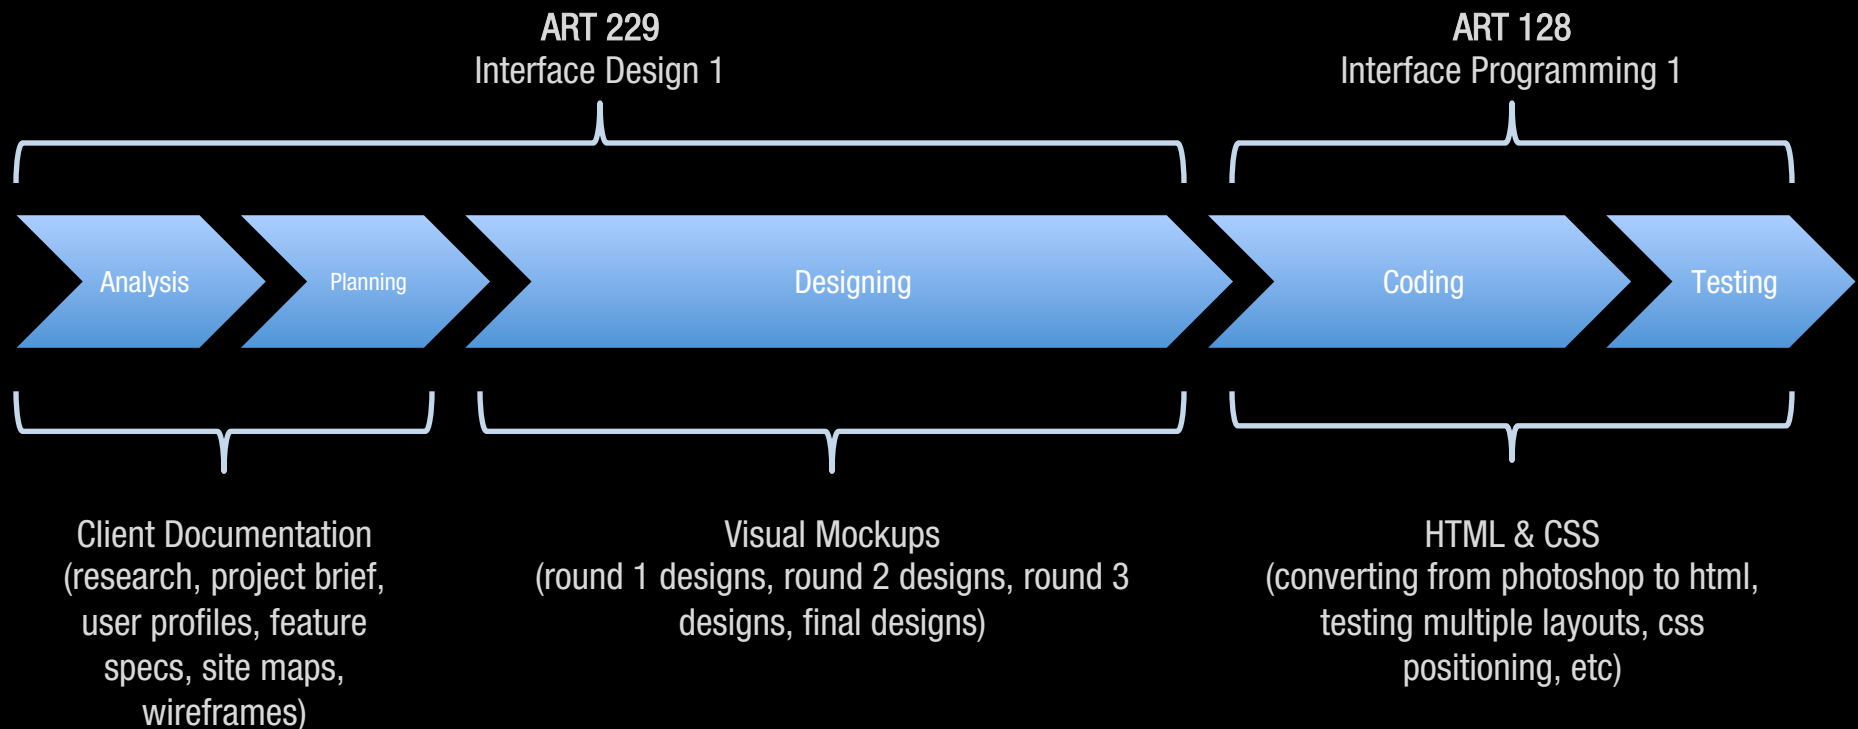 ART 229
Interface Design 1
ART 128
Interface Programming 1
Analysis
Planning
Designing
Coding
Testing
Client Documentation
(research, project brief,
user profiles, feature
specs, site maps,
wireframes)
Visual Mockups
(round 1 designs, round 2 designs, round 3
designs, final designs)
HTML & CSS
(converting from photoshop to html,
testing multiple layouts, css
positioning, etc)